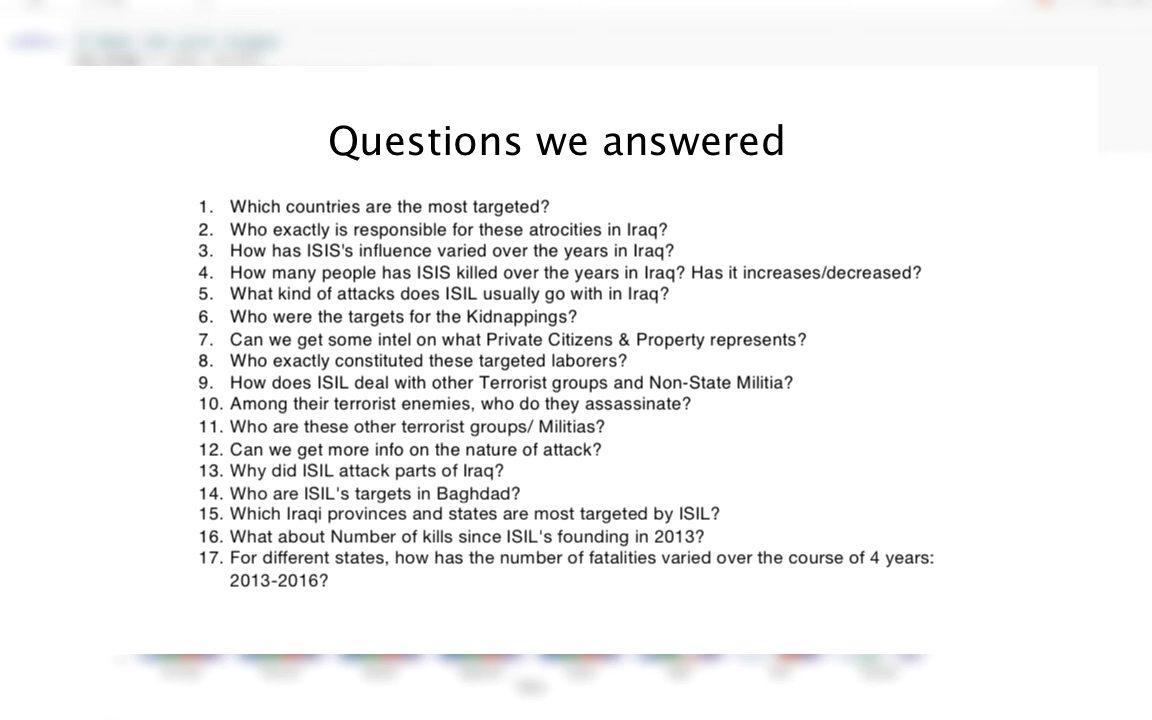 Questions we answered
1. Which countries are the most targeted?
2. Who exactly is responsible for these atrocities in Iraq?
3. How has ISIS's influence varied over the years in Iraq?
4. How many people has ISIS killed over the years in Iraq? Has it increases/decreased?
5. What kind of attacks does ISIL usually go with in Iraq?
6. Who were the targets for the Kidnappings?
7. Can we get some intel on what Private Citizens & Property represents?
8. Who exactly constituted these targeted laborers?
9. How does ISIL deal with other Terrorist groups and Non-State Militia?
10. Among their terrorist enemies, who do they assassinate?
11. Who are these other terrorist groups/ Militias?
12. Can we get more info on the nature of attack?
13. Why did ISIL attack parts of Iraq?
14. Who are ISIL's targets in Baghdad?
15. Which Iraqi provinces and states are most targeted by ISIL?
16. What about Number of kills since ISIL's founding in 2013?
17. For different states, how has the number of fatalities varied over the course of 4 years:
2013-2016?